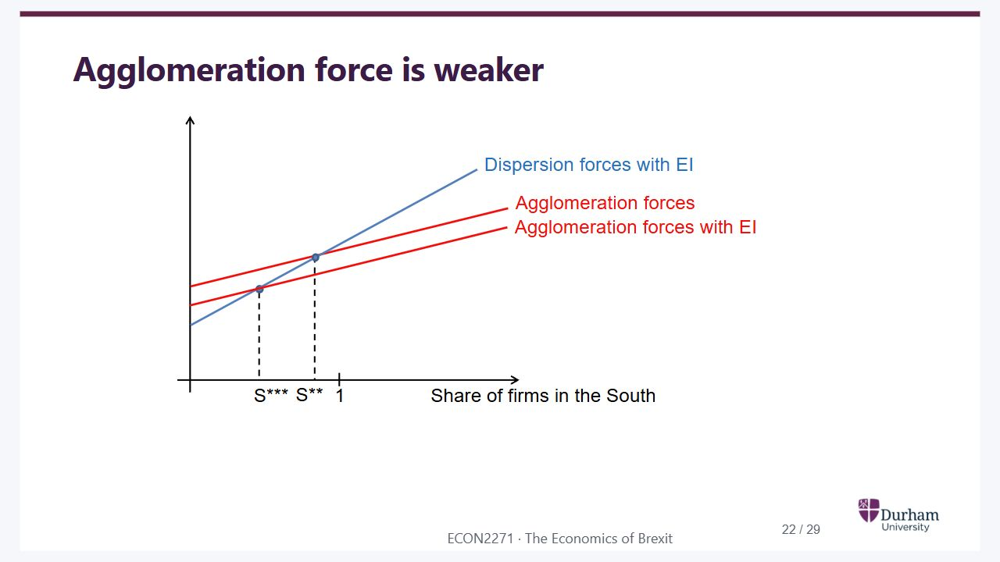 Agglomeration force is weaker
Dispersion forces with EI
Agglomeration forces
Agglomeration forces with EI
S*** S** 1 Share of firms in the South
ECON2271 · The Economics of Brexit
22 / 29
Durham
University